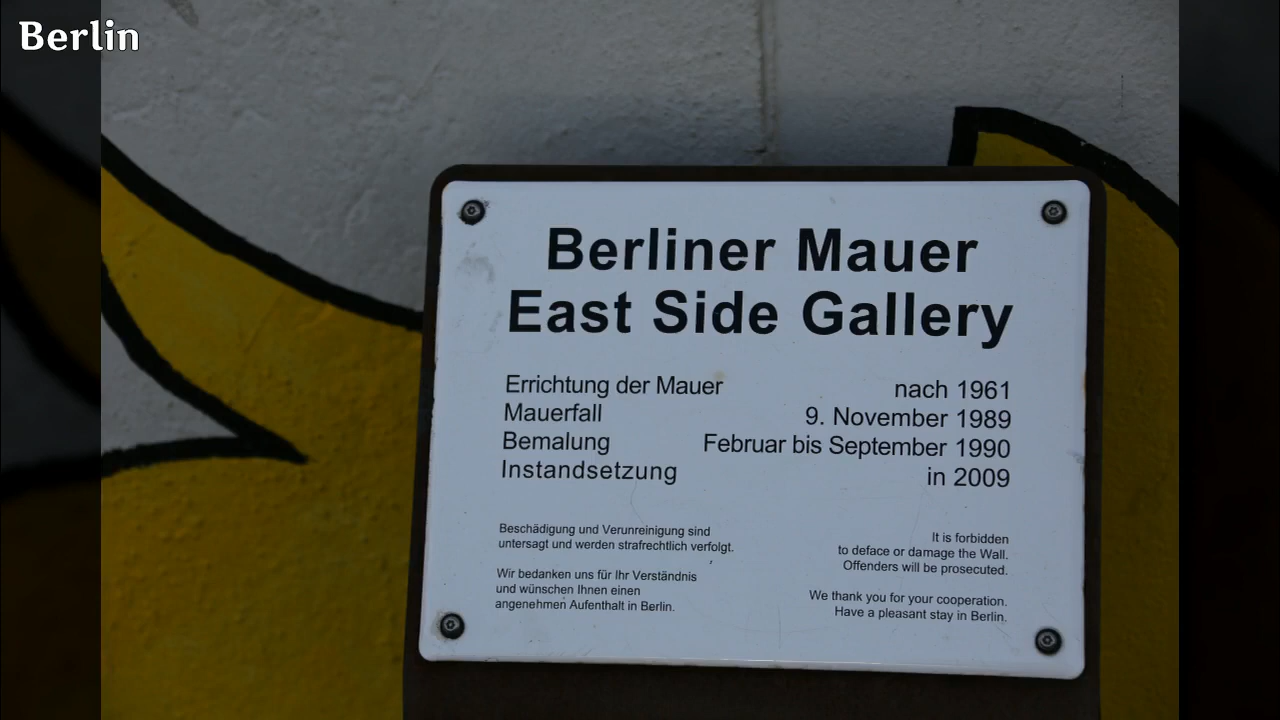 Berlin
Berliner Mauer
East Side Gallery
Errichtung der Mauer nach 1961
Mauerfall 9. November 1989
Bemalung Februar bis September 1990
Instandsetzung in 2009
Beschädigung und Verunreinigung sind
untersagt und werden strafrechtlich verfolgt.
Wir bedanken uns für Ihr Verständnis
und wünschen Ihnen einen
angenehmen Aufenthalt in Berlin.
It is forbidden
to deface or damage the Wall.
Offenders will be prosecuted.
We thank you for your cooperation.
Have a pleasant stay in Berlin.